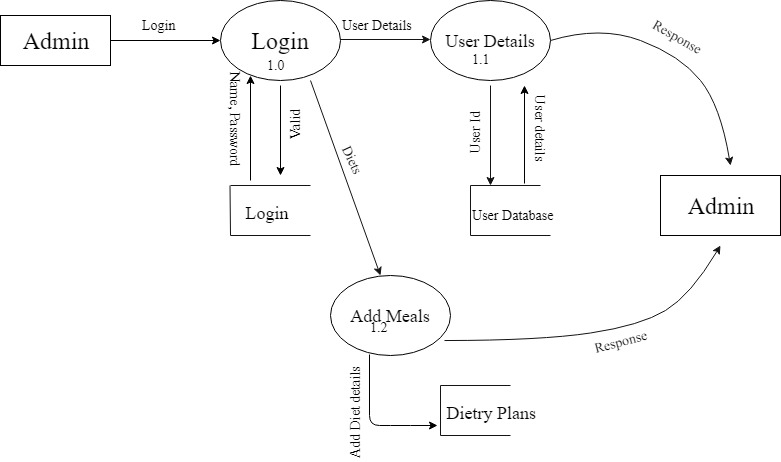 Admin
Login
Login
1.0
User Details
User Details
1.1
Response
Name, Password
Valid
Diets
User Id
User details
Login
User Database
Admin
Add Meals
1.2
Response
Add Diet details
Dietry Plans